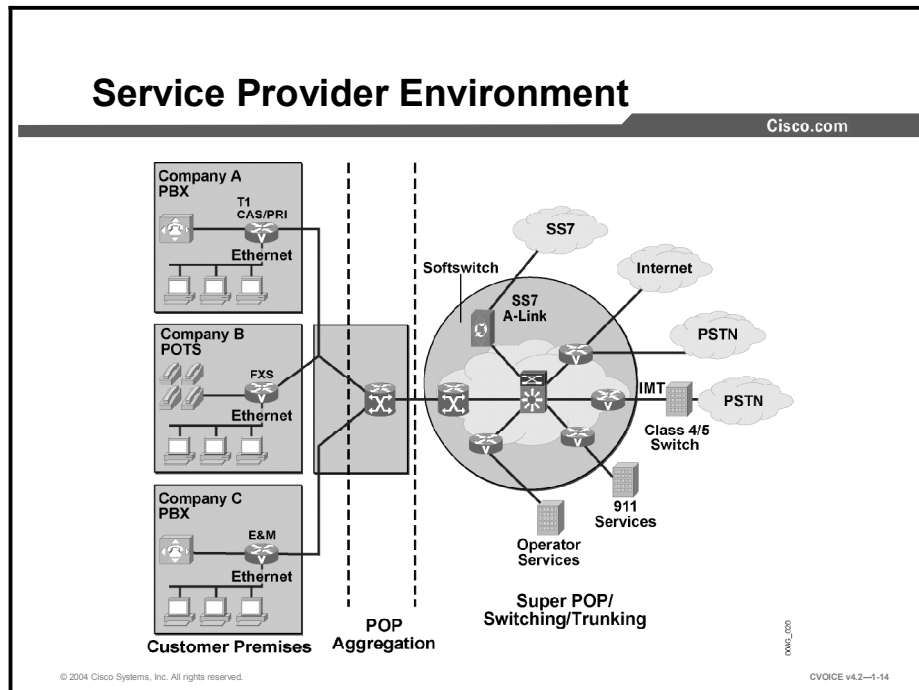 Service Provider Environment
Cisco.com
Company A
PBX
T1
CAS/PRI
Ethernet
Company B
POTS
FXS
Ethernet
Company C
PBX
E&M
Ethernet
Customer Premises
POP
Aggregation
Softswitch
SS7
SS7
A-Link
Internet
PSTN
IMT
PSTN
Class 4/5
Switch
911
Services
Operator
Services
Super POP/
Switching/Trunking
© 2004 Cisco Systems, Inc. All rights reserved.
CVOICE v4.2—1-14